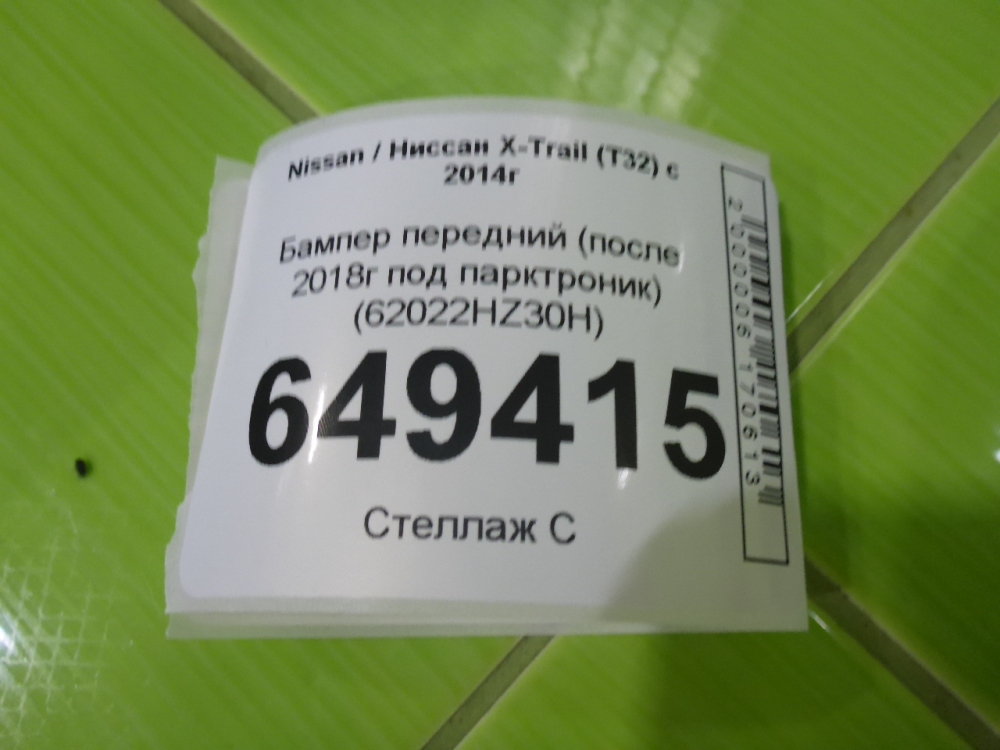 Nissan / Ниссан X-Trail (T32) с
2014г
Бампер передний (после
2018г под парктроник)
(62022HZ30H)
649415
Стеллаж С
2000006170613